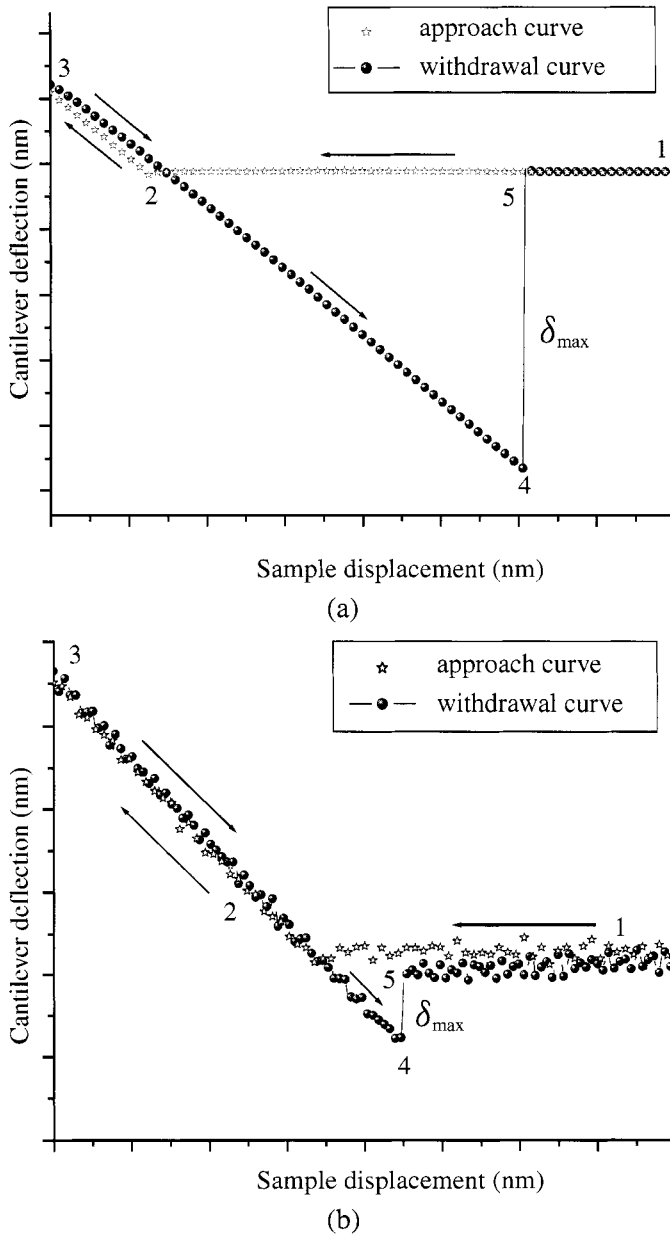 approach curve
withdrawal curve
3
1
2
5
δmax
4
Cantilever deflection (nm)
Sample displacement (nm)
(a)
approach curve
withdrawal curve
3
2
1
5
δmax
4
Cantilever deflection (nm)
Sample displacement (nm)
(b)